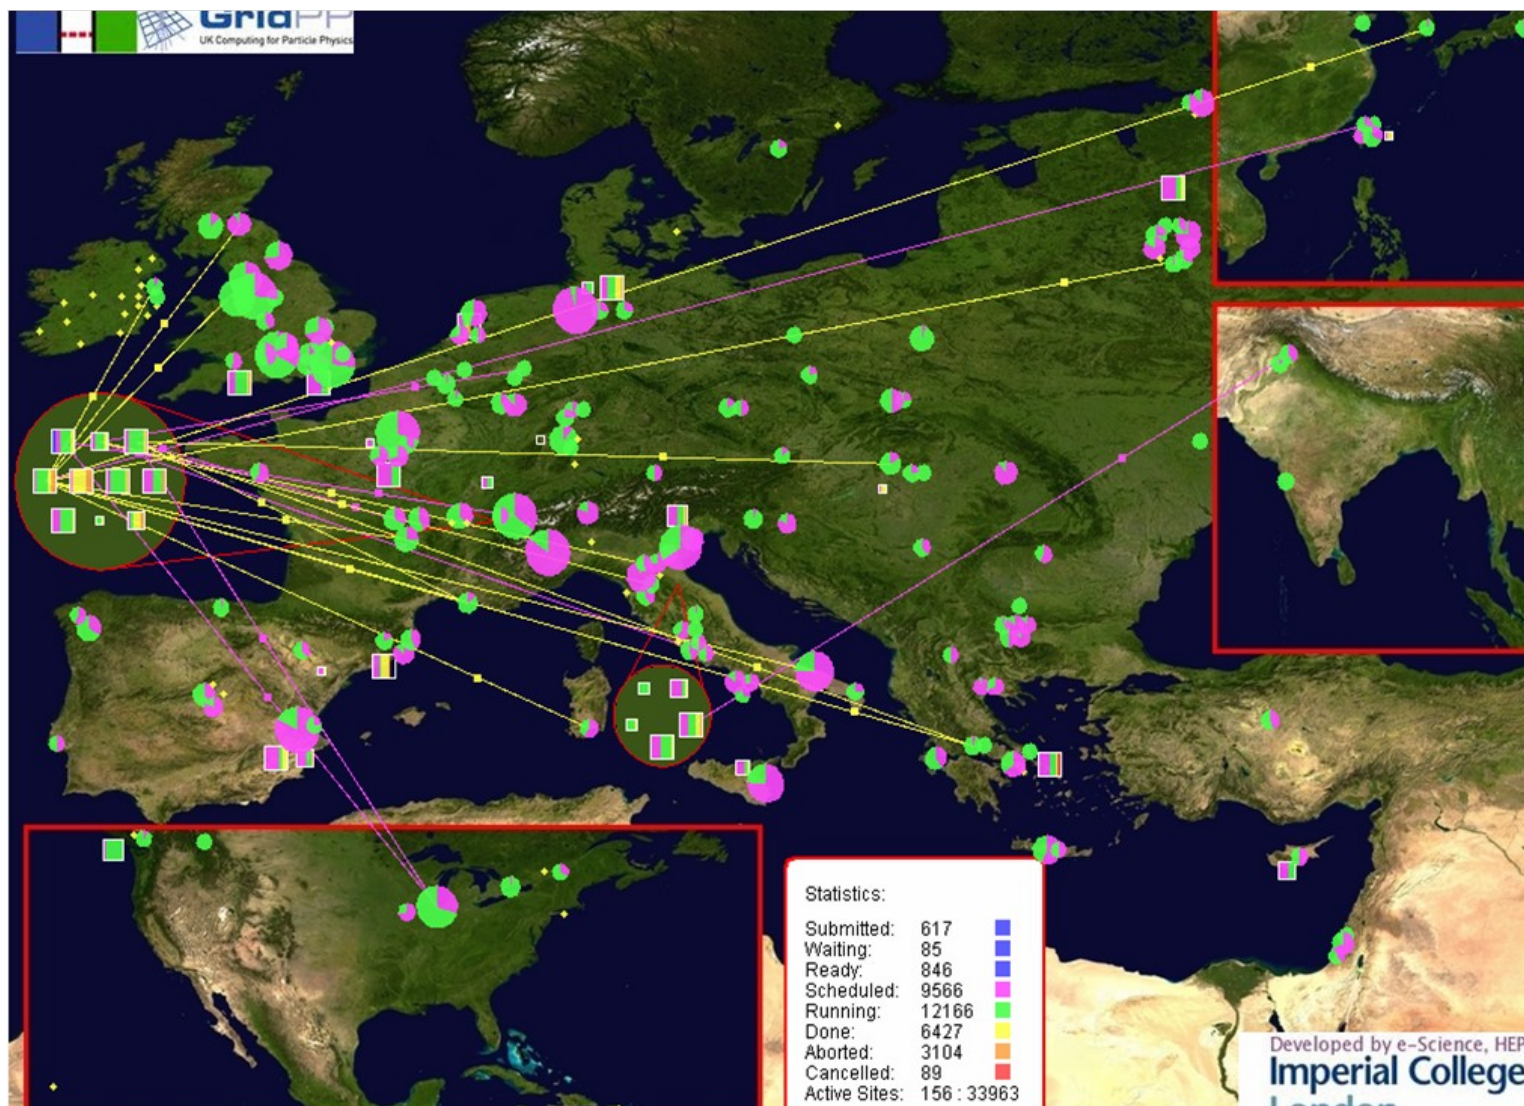 GridPP
UK Computing for Particle Physics
Statistics:
Submitted: 617
Waiting: 85
Ready: 846
Scheduled: 9566
Running: 12166
Done: 6427
Aborted: 3104
Cancelled: 89
Active Sites: 156 : 33963
Developed by e-Science, HEP
Imperial College
London